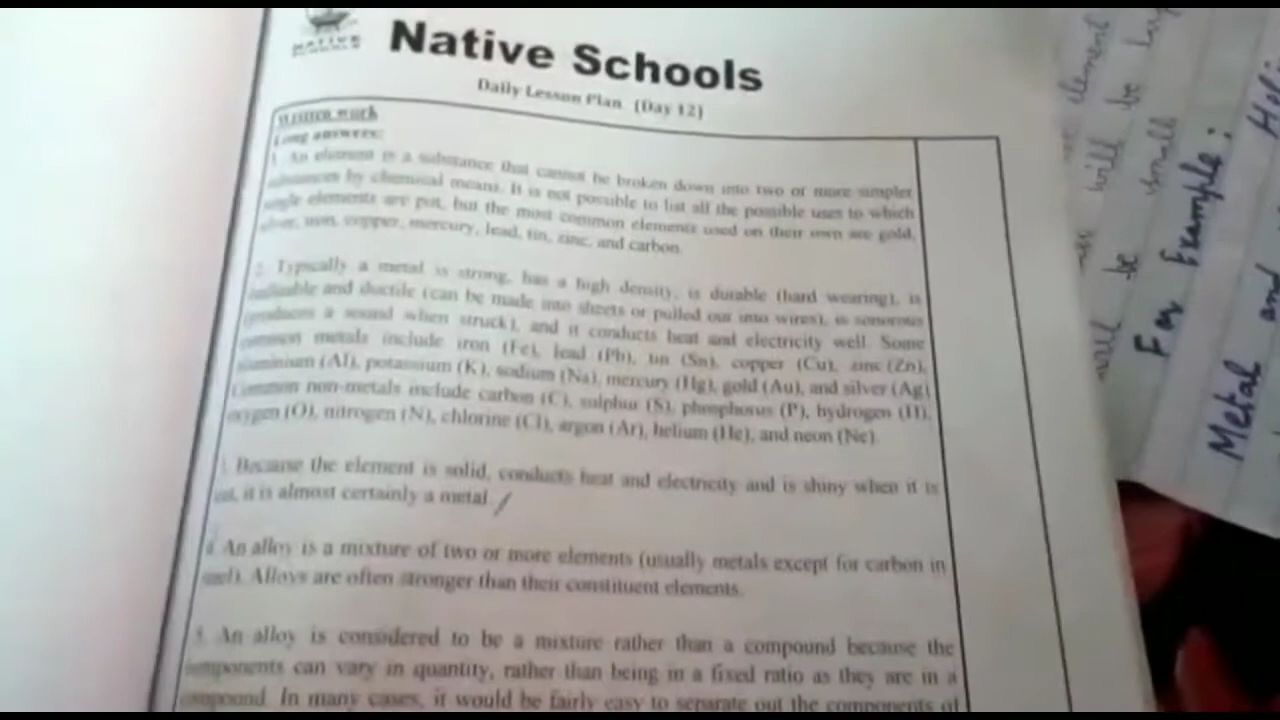 NATIVE
SCHOOLS
Native Schools
Daily Lesson Plan (Day 12)
Written work
Long answers:
1. An element is a substance that cannot be broken down into two or more simpler
substances by chemical means. It is not possible to list all the possible uses to which
single elements are put, but the most common elements used on their own are gold,
silver, iron, copper, mercury, lead, tin, zinc, and carbon.
2. Typically a metal is strong, has a high density, is durable (hard wearing), is
malleable and ductile (can be made into sheets or pulled out into wires), is sonorous
(produces a sound when struck), and it conducts heat and electricity well. Some
common metals include iron (Fe), lead (Pb), tin (Sn), copper (Cu), zinc (Zn),
aluminium (Al), potassium (K), sodium (Na), mercury (Hg), gold (Au), and silver (Ag)
Common non-metals include carbon (C), sulphur (S), phosphorus (P), hydrogen (H),
oxygen (O), nitrogen (N), chlorine (Cl), argon (Ar), helium (He), and neon (Ne).
3. Because the element is solid, conducts heat and electricity and is shiny when it is
cut, it is almost certainly a metal.
4. An alloy is a mixture of two or more elements (usually metals except for carbon in
steel). Alloys are often stronger than their constituent elements.
5. An alloy is considered to be a mixture rather than a compound because the
components can vary in quantity, rather than being in a fixed ratio as they are in a
compound. In many cases, it would be fairly easy to separate out the components of
element
will be
be small
For Example:
Metal and